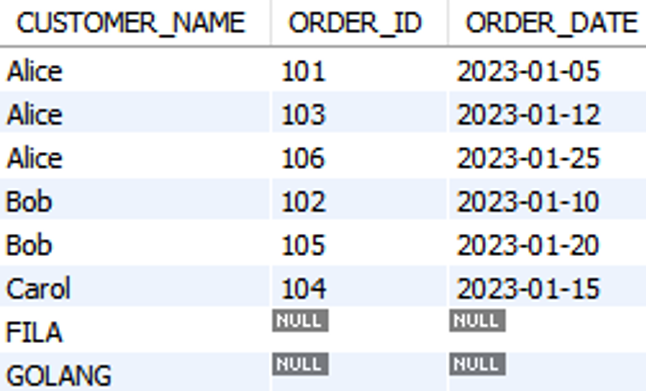 CUSTOMER_NAME ORDER_ID ORDER_DATE
Alice 101 2023-01-05
Alice 103 2023-01-12
Alice 106 2023-01-25
Bob 102 2023-01-10
Bob 105 2023-01-20
Carol 104 2023-01-15
FILA NULL NULL
GOLANG NULL NULL